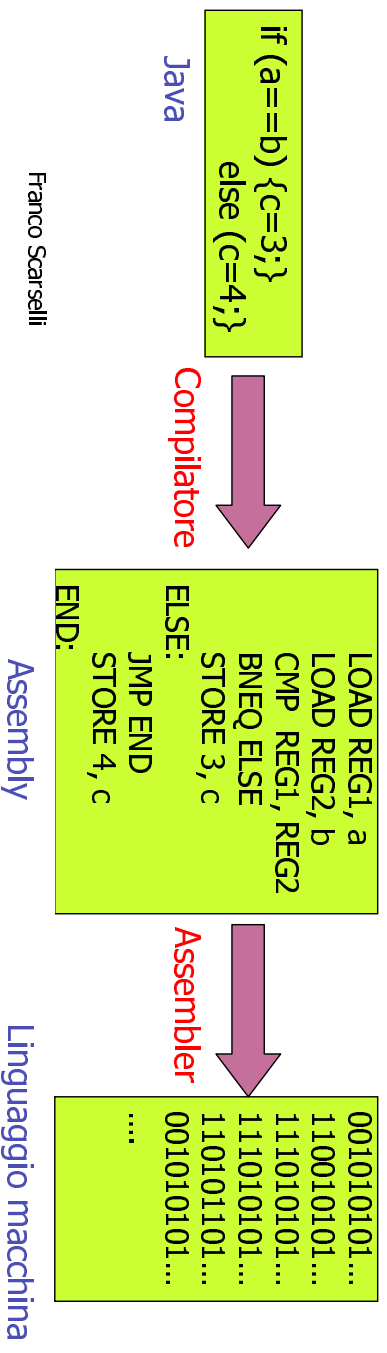 if (a==b) {c=3;}
else (c=4;}
Java
Compilatore
LOAD REG1, a
LOAD REG2, b
CMP REG1, REG2
BNEQ ELSE
STORE 3, c
ELSE:
JMP END
STORE 4, c
END:
Assembly
Assembler
001010101…
110010101…
111010101…
111010101…
110101101…
001010101…
….
Linguaggio macchina
Franco Scarselli